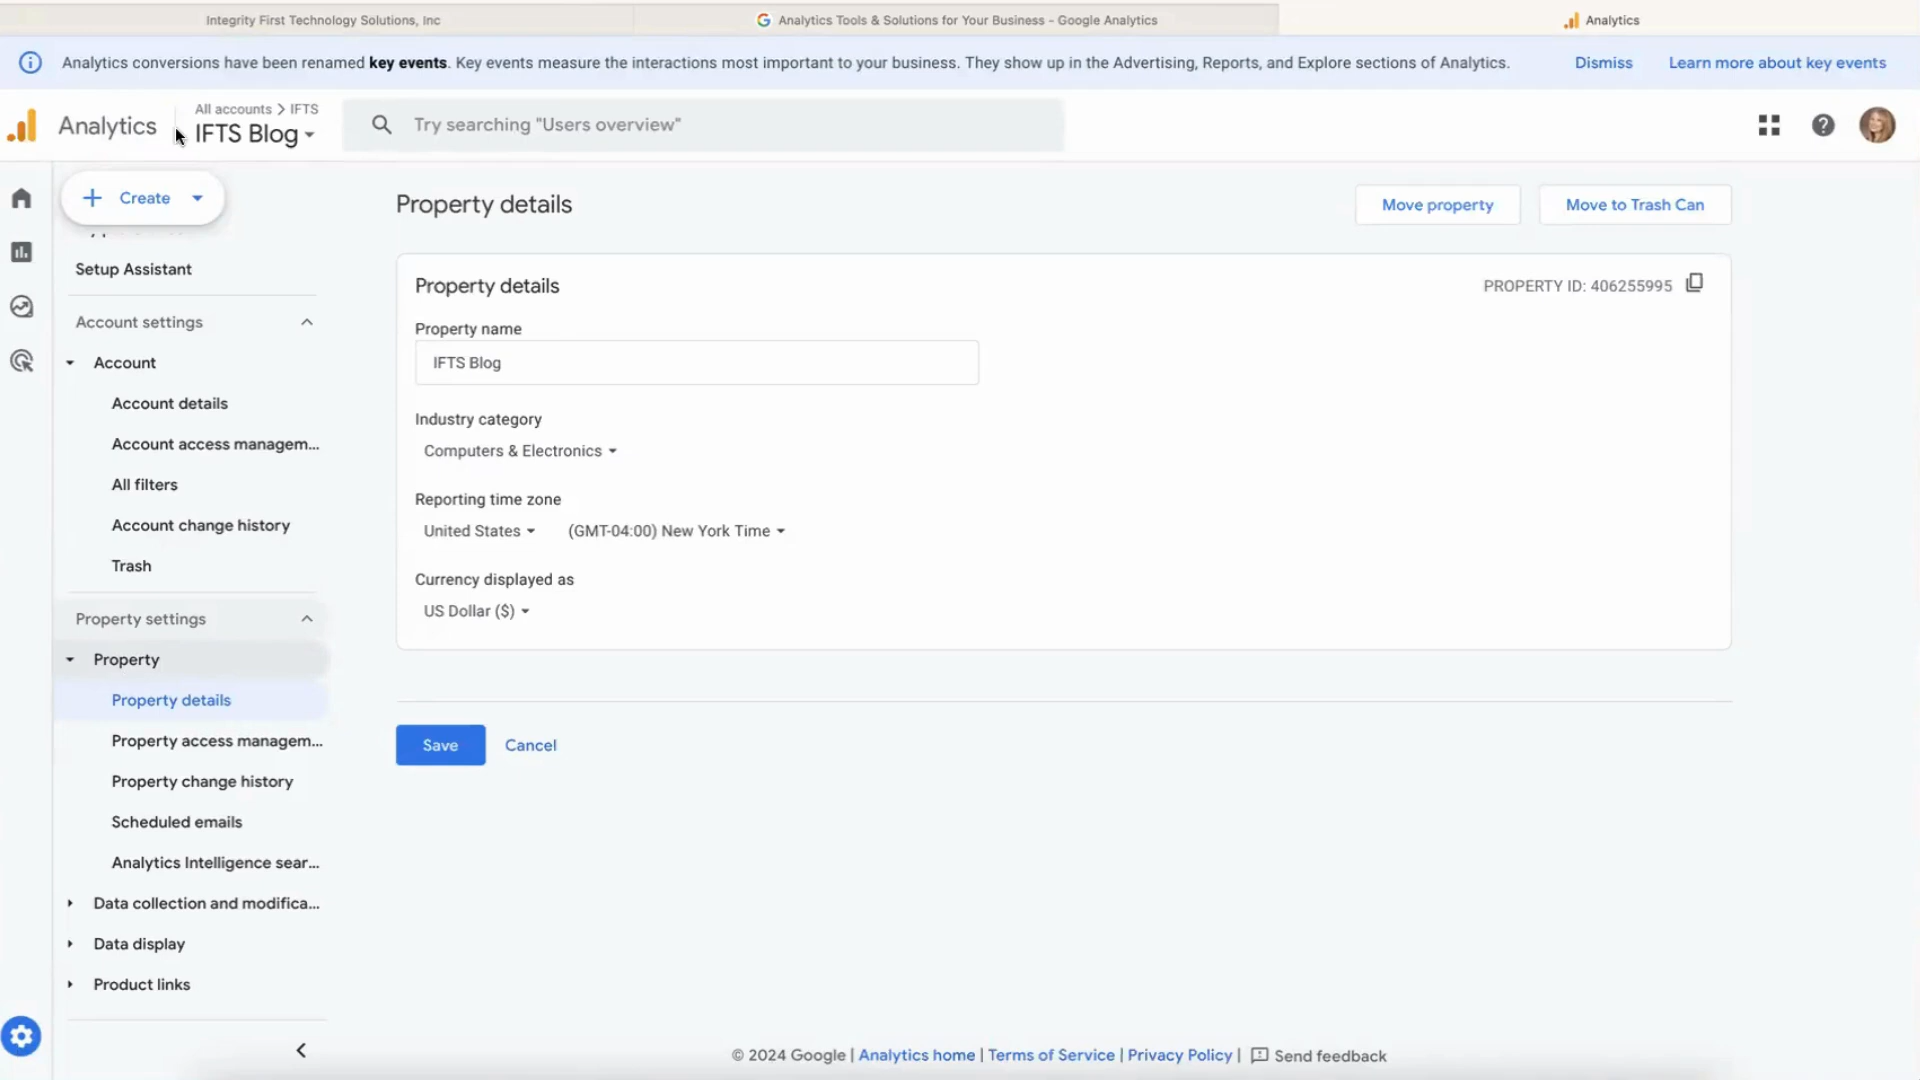 Integrity First Technology Solutions, Inc
Analytics Tools & Solutions for Your Business - Google Analytics
Analytics
Analytics conversions have been renamed key events. Key events measure the interactions most important to your business. They show up in the Advertising, Reports, and Explore sections of Analytics.
Dismiss
Learn more about key events
Analytics
All accounts > IFTS
IFTS Blog
Try searching "Users overview"
Create
Setup Assistant
Account settings
Account
Account details
Account access managem...
All filters
Account change history
Trash
Property settings
Property
Property details
Property access managem...
Property change history
Scheduled emails
Analytics Intelligence sear...
Data collection and modifica...
Data display
Product links
Property details
Move property
Move to Trash Can
Property details
PROPERTY ID: 406255995
Property name
IFTS Blog
Industry category
Computers & Electronics
Reporting time zone
United States
(GMT-04:00) New York Time
Currency displayed as
US Dollar ($)
Save
Cancel
© 2024 Google | Analytics home | Terms of Service | Privacy Policy | Send feedback